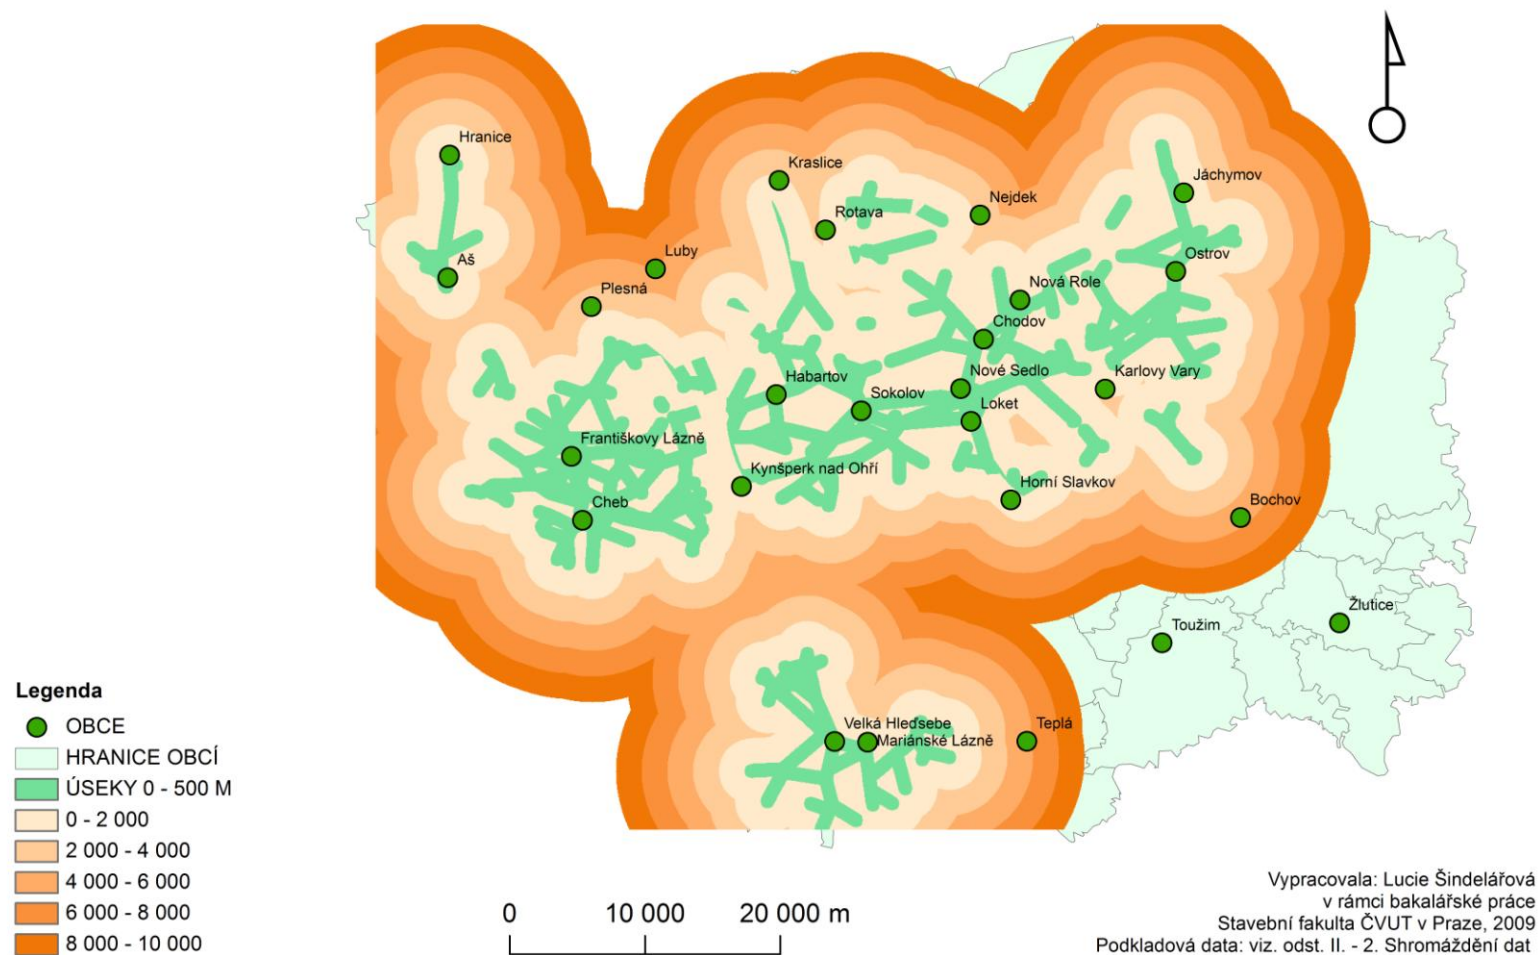 Hranice
Kraslice
Jáchymov
Nejdek
Rotava
Luby
Ostrov
Aš
Plesná
Nová Role
Chodov
Habartov
Nové Sedlo
Karlovy Vary
Sokolov
Loket
Františkovy Lázně
Kynšperk nad Ohří
Horní Slavkov
Cheb
Bochov
Žlutice
Toužim
Velká Hleďsebe
Teplá
Mariánské Lázně
Legenda
OBCE
HRANICE OBCÍ
ÚSEKY 0 - 500 M
0 - 2 000
2 000 - 4 000
4 000 - 6 000
6 000 - 8 000
8 000 - 10 000
0 10 000 20 000 m
Vypracovala: Lucie Šindelářová
v rámci bakalářské práce
Stavební fakulta ČVUT v Praze, 2009
Podkladová data: viz. odst. II. - 2. Shromáždění dat